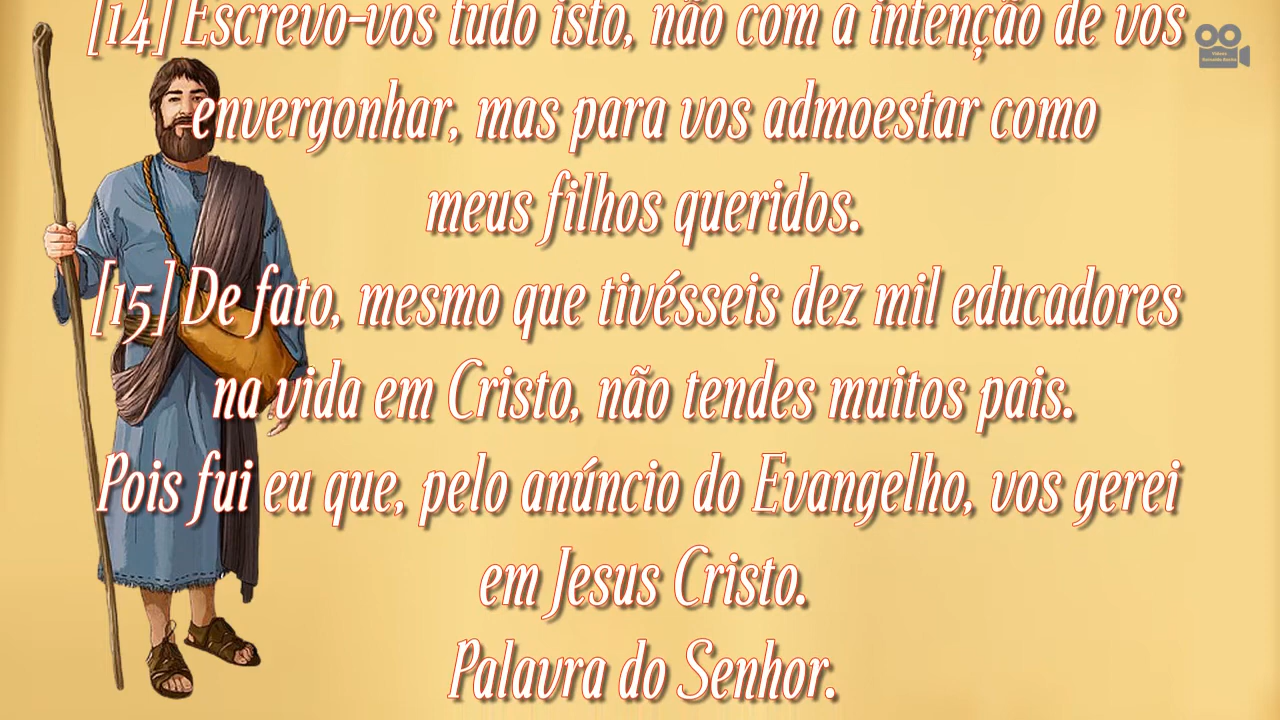 [14] Escrevo-vos tudo isto, não com a intenção de vos
envergonhar, mas para vos admoestar como
meus filhos queridos.
[15] De fato, mesmo que tivésseis dez mil educadores
na vida em Cristo, não tendes muitos pais.
Pois fui eu que, pelo anúncio do Evangelho, vos gerei
em Jesus Cristo.
Palavra do Senhor.